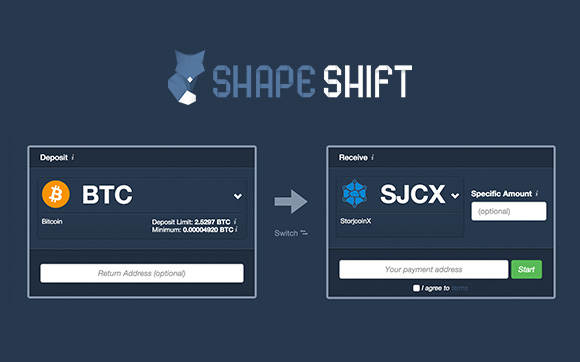 SHAPESHIFT
Deposit i
BTC
Bitcoin
Deposit Limit: 2.5297 BTC i
Minimum: 0.00004920 BTC i
Return Address (optional)
Switch
Receive i
SJCX
StorjcoinX
Specific Amount i
(optional)
Your payment address
Start
I agree to terms